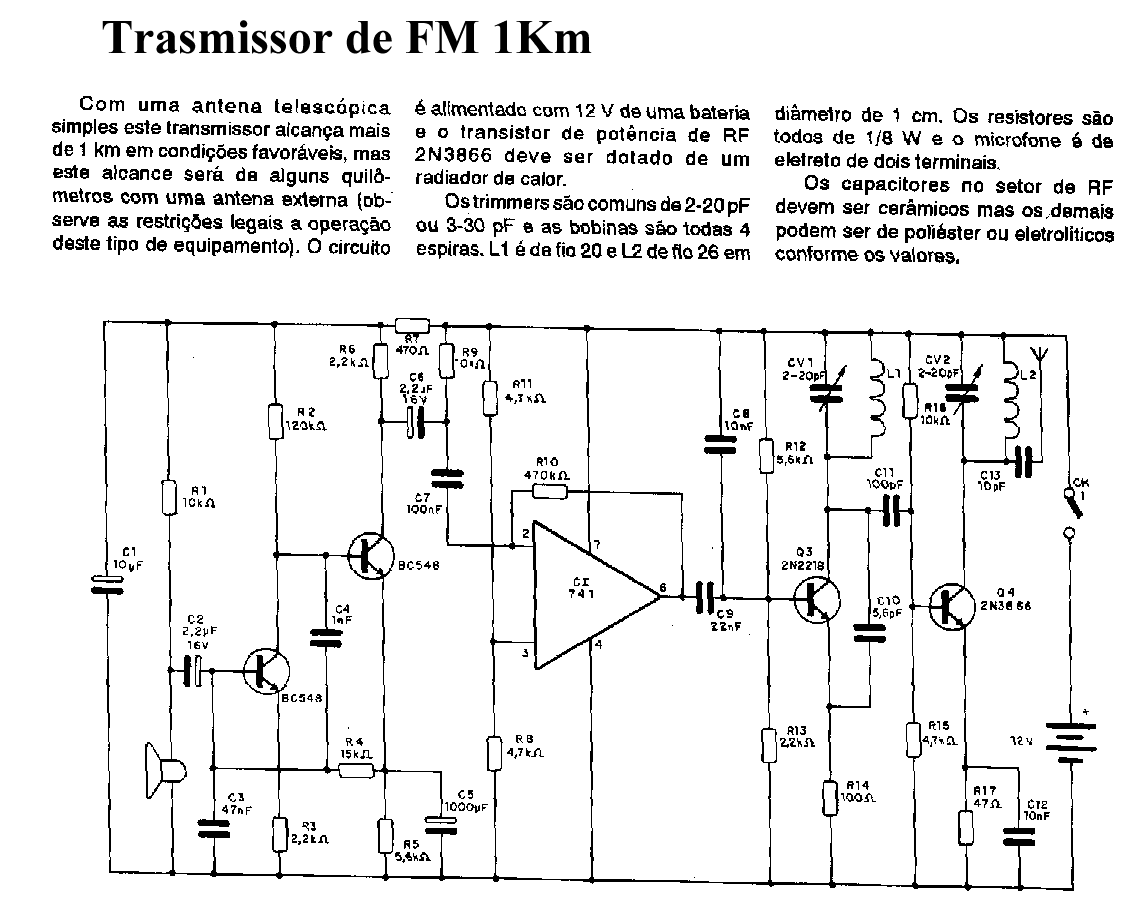 Trasmissor de FM 1Km
Com uma antena telescópica
simples este transmissor alcança mais
de 1 km em condições favoráveis, mas
este alcance será de alguns quilô-
metros com uma antena externa (ob-
serve as restrições legais a operação
deste tipo de equipamento). O circuito
é alimentado com 12 V de uma bateria
e o transistor de potência de RF
2N3866 deve ser dotado de um
radiador de calor.
Os trimmers são comuns de 2-20 pF
ou 3-30 pF e as bobinas são todas 4
espiras. L1 é de fio 20 e L2 de fio 26 em
diâmetro de 1 cm. Os resistores são
todos de 1/8 W e o microfone é de
eletreto de dois terminais.
Os capacitores no setor de RF
devem ser cerâmicos mas os demais
podem ser de poliéster ou eletrolíticos
conforme os valores.
R7
470Ω
R6
2,2kΩ
R9
10kΩ
C6
2,2µF
16V
R11
4,7kΩ
CV1
2-20pF
L1
CV2
2-20pF
L2
R2
120kΩ
C8
10nF
R16
10kΩ
R12
5,6kΩ
R10
470kΩ
C11
100pF
C13
10pF
CH
1
R1
10kΩ
C7
100nF
2
7
C1
10µF
BC548
CI
741
6
Q3
2N2218
Q4
2N3866
C4
1nF
C9
22nF
C10
5,6pF
C2
2,2µF
16V
3
4
BC548
+
12V
R4
15kΩ
R8
4,7kΩ
R13
2,2kΩ
R15
4,7kΩ
C3
47nF
C5
1000µF
R14
100Ω
R17
47Ω
C12
10nF
R3
2,2kΩ
R5
5,6kΩ